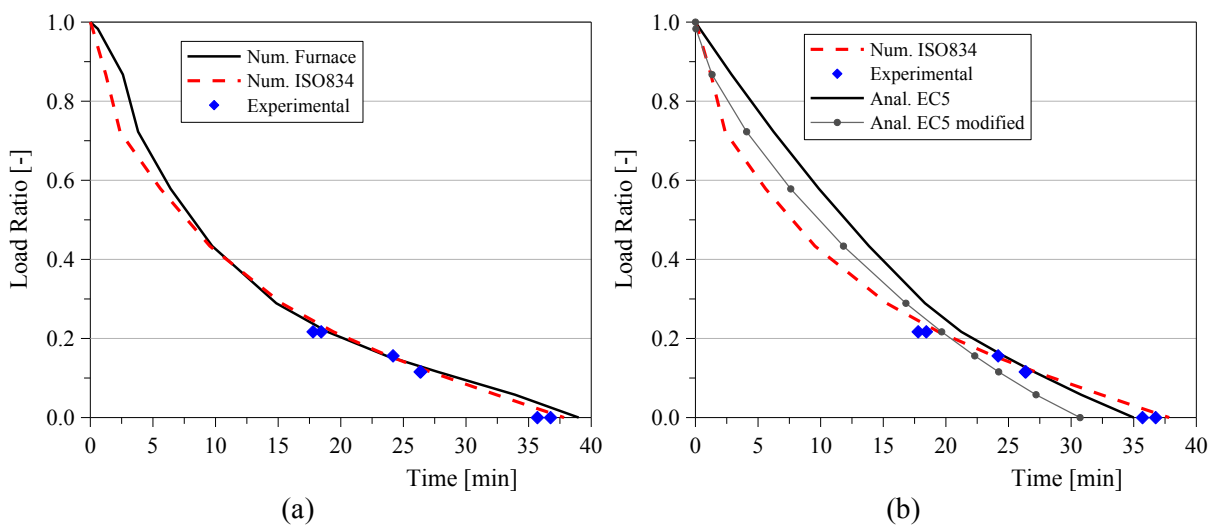 1.0
0.8
0.6
0.4
0.2
0.0
Load Ratio [-]
Num. Furnace
Num. ISO834
Experimental
0 5 10 15 20 25 30 35 40
Time [min]
(a)
1.0
0.8
0.6
0.4
0.2
0.0
Load Ratio [-]
Num. ISO834
Experimental
Anal. EC5
Anal. EC5 modified
0 5 10 15 20 25 30 35 40
Time [min]
(b)